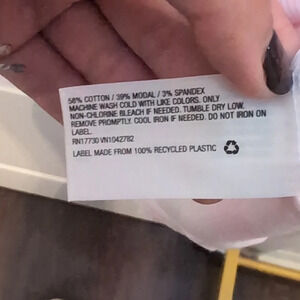 58% COTTON / 39% MODAL / 3% SPANDEX
MACHINE WASH COLD WITH LIKE COLORS. ONLY
NON-CHLORINE BLEACH IF NEEDED. TUMBLE DRY LOW.
REMOVE PROMPTLY. COOL IRON IF NEEDED. DO NOT IRON ON
LABEL.
RN17730 VN1042782
LABEL MADE FROM 100% RECYCLED PLASTIC